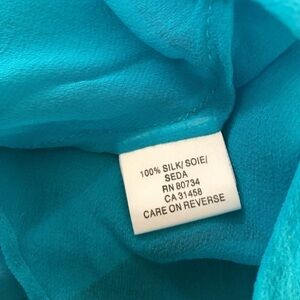 100% SILK/ SOIE/
SEDA
RN 80734
CA 31458
CARE ON REVERSE